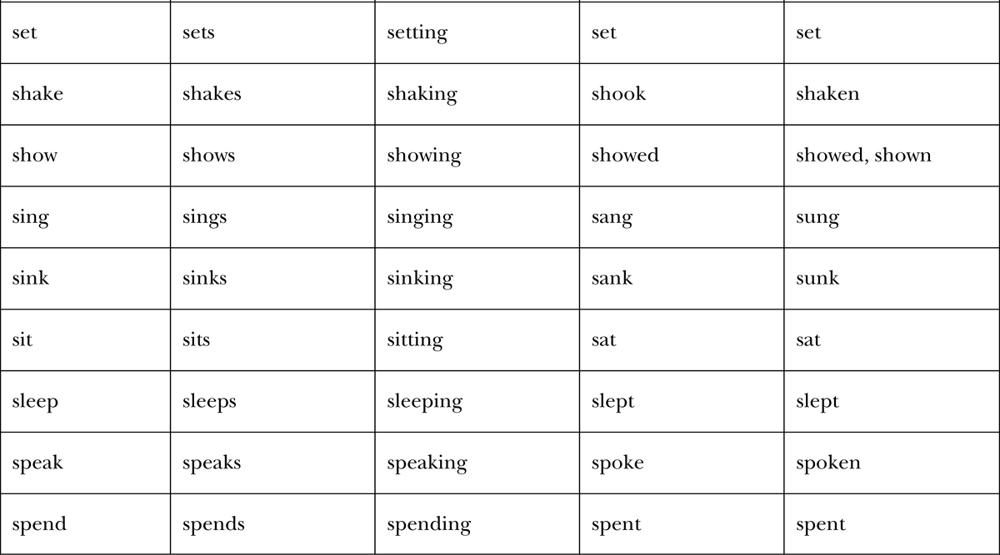 set sets setting set set
shake shakes shaking shook shaken
show shows showing showed showed, shown
sing sings singing sang sung
sink sinks sinking sank sunk
sit sits sitting sat sat
sleep sleeps sleeping slept slept
speak speaks speaking spoke spoken
spend spends spending spent spent